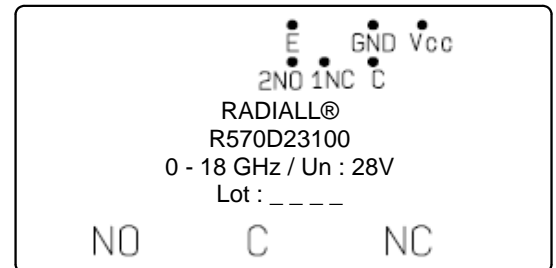 E GND Vcc
2NO 1NC C
RADIALL®
R570D23100
0 - 18 GHz / Un : 28V
Lot : _ _ _ _
NO C NC